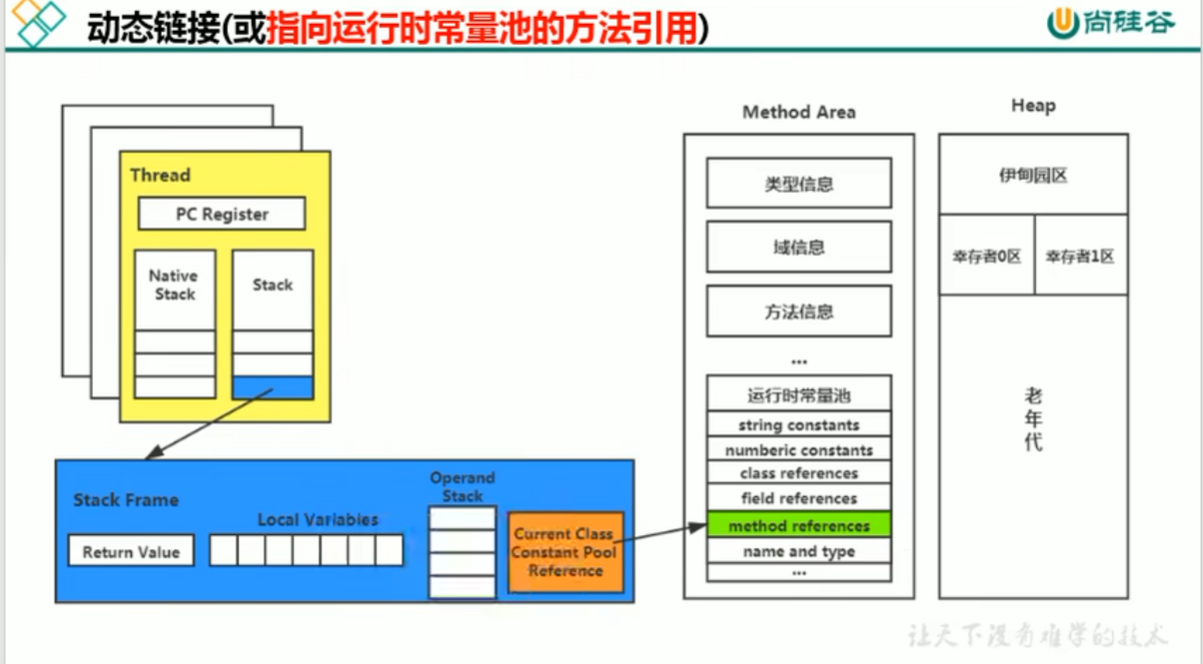 动态链接(或指向运行时常量池的方法引用)
尚硅谷
Thread
PC Register
Native
Stack
Stack
Stack Frame
Return Value
Local Variables
Operand
Stack
Current Class
Constant Pool
Reference
Method Area
类型信息
域信息
方法信息
...
运行时常量池
string constants
numberic constants
class references
field references
method references
name and type
...
Heap
伊甸园区
幸存者0区
幸存者1区
老
年
代
让天下没有难学的技术